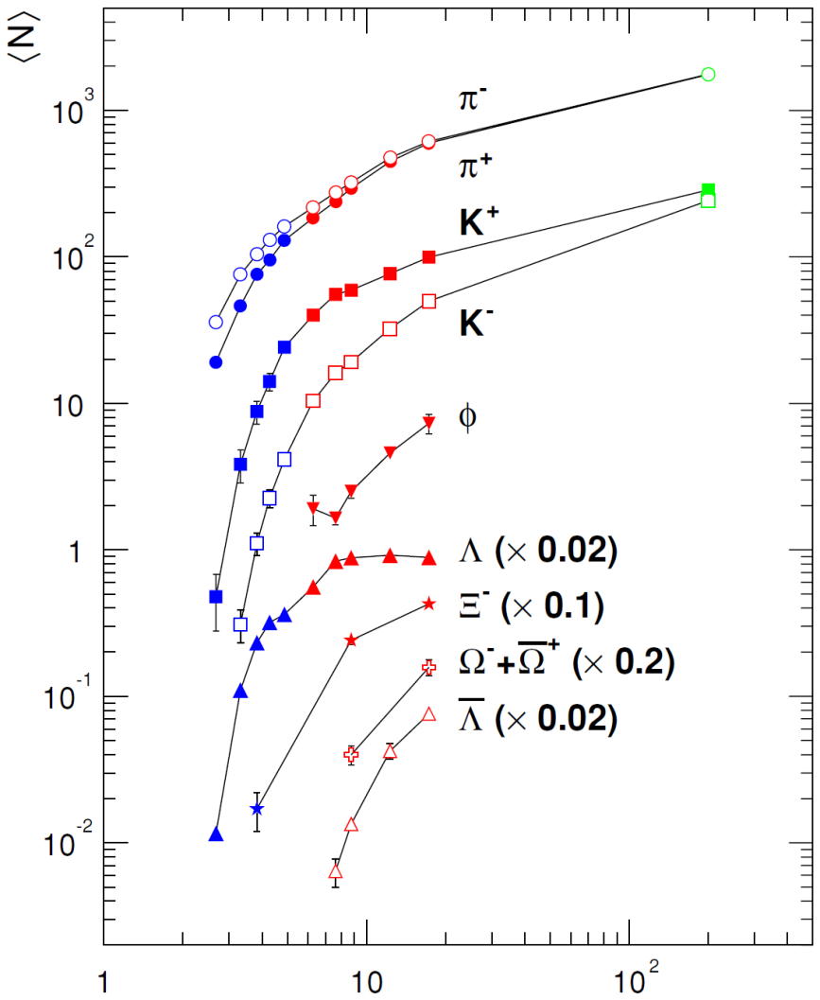 ⟨N⟩
10³
10²
10
1
10⁻¹
10⁻²
π⁻
π⁺
K⁺
K⁻
ϕ
Λ (× 0.02)
Ξ⁻ (× 0.1)
Ω⁻+Ω̅⁺ (× 0.2)
Λ̅ (× 0.02)
1
10
10²